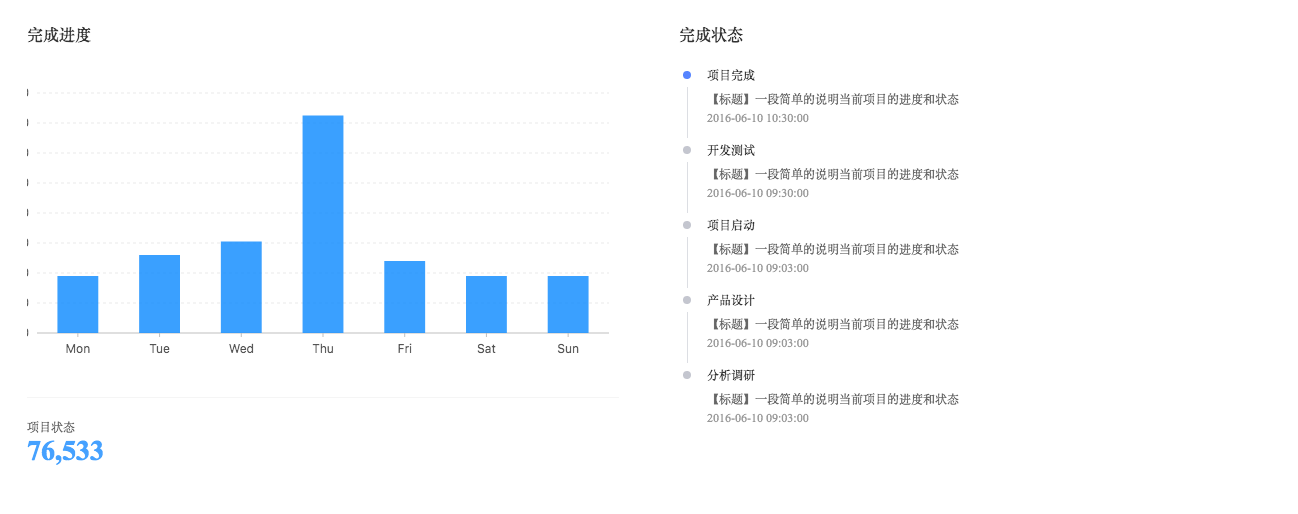 完成进度
Mon Tue Wed Thu Fri Sat Sun
项目状态
76,533
完成状态
项目完成
【标题】一段简单的说明当前项目的进度和状态
2016-06-10 10:30:00
开发测试
【标题】一段简单的说明当前项目的进度和状态
2016-06-10 09:30:00
项目启动
【标题】一段简单的说明当前项目的进度和状态
2016-06-10 09:03:00
产品设计
【标题】一段简单的说明当前项目的进度和状态
2016-06-10 09:03:00
分析调研
【标题】一段简单的说明当前项目的进度和状态
2016-06-10 09:03:00